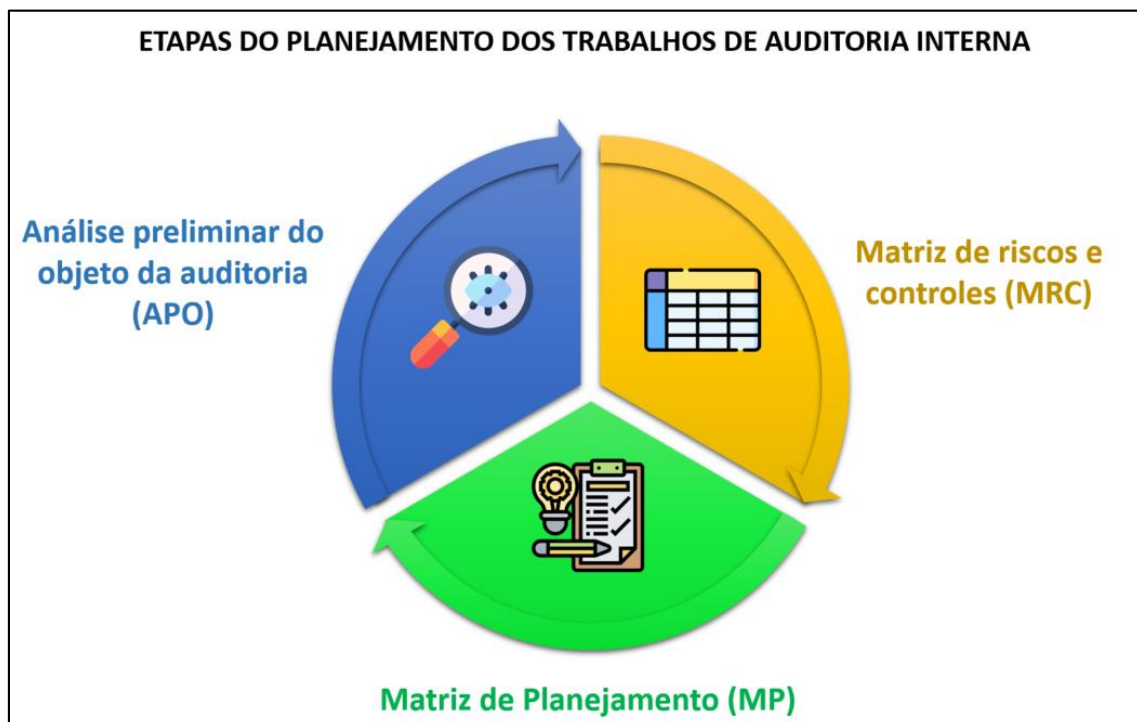 ETAPAS DO PLANEJAMENTO DOS TRABALHOS DE AUDITORIA INTERNA
Análise preliminar do
objeto da auditoria
(APO)
Matriz de riscos e
controles (MRC)
Matriz de Planejamento (MP)